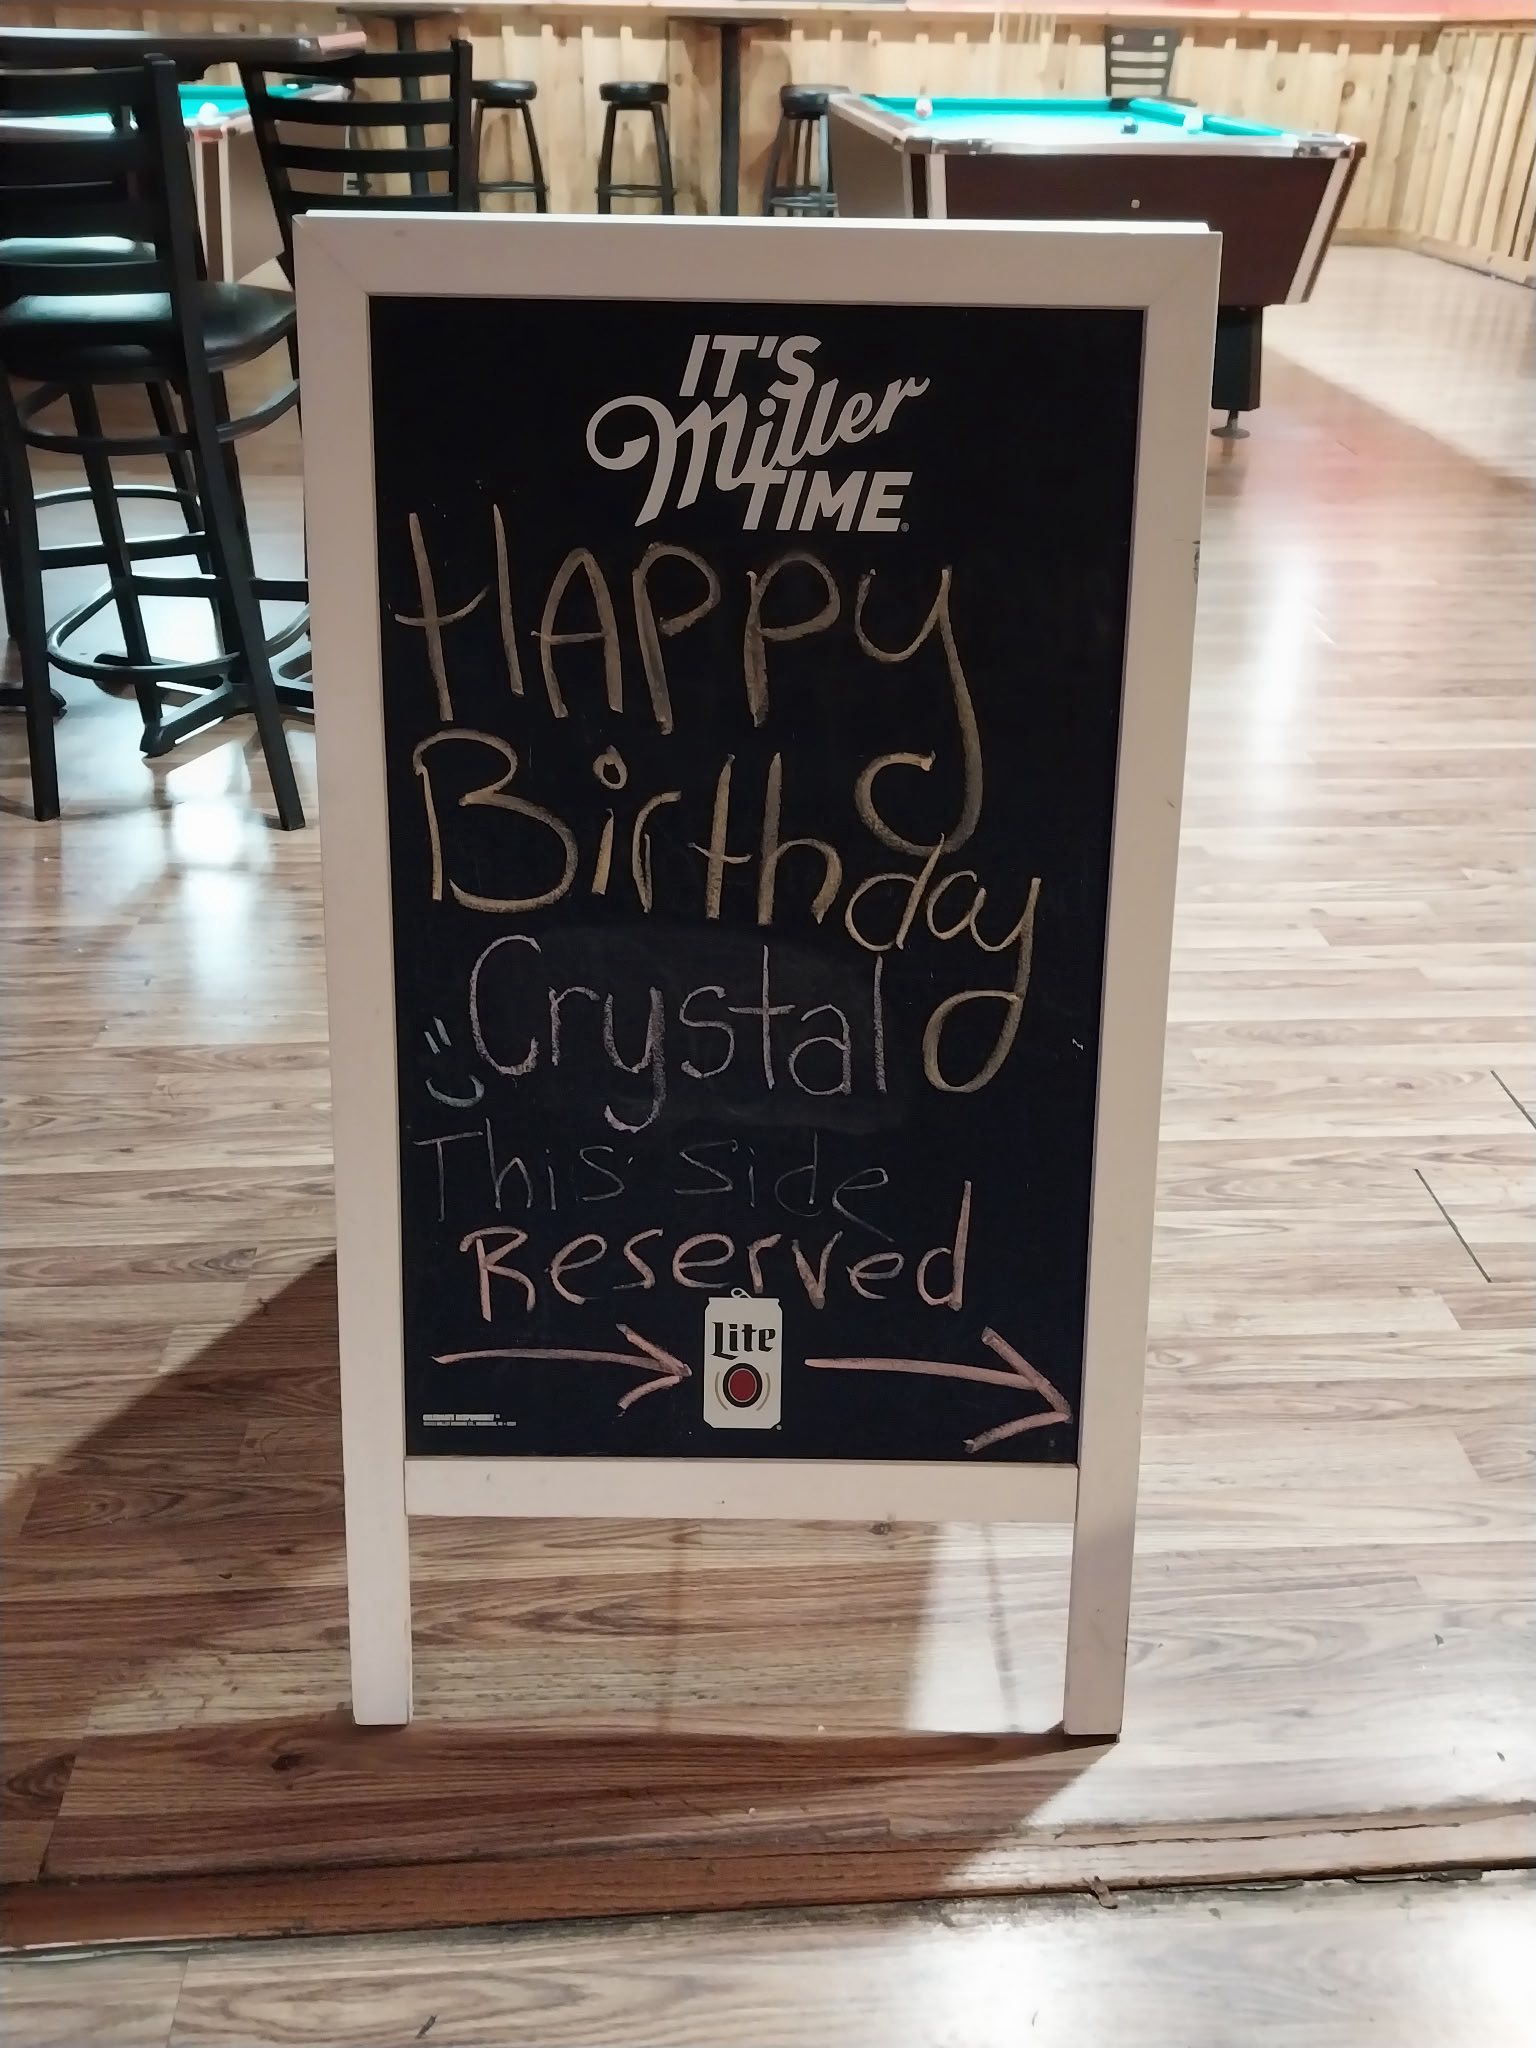 IT'S
Miller
TIME
HAppy
Birthday
Crystal
This side
Reserved
Lite